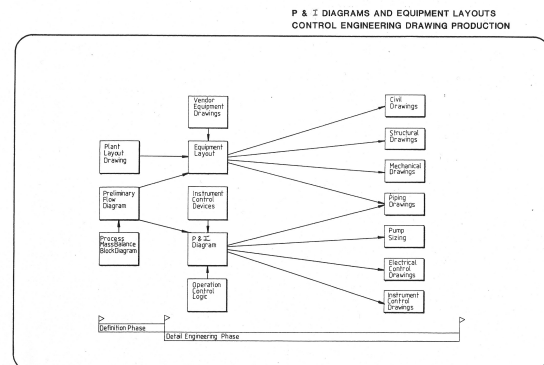 P & I DIAGRAMS AND EQUIPMENT LAYOUTS
CONTROL ENGINEERING DRAWING PRODUCTION
Vendor
Equipment
Drawings
Civil
Drawings
Plant
Layout
Drawing
Equipment
Layout
Structural
Drawings
Mechanical
Drawings
Preliminary
Flow
Diagram
Instrument
Control
Devices
Piping
Drawings
Process
MassBalance
BlockDiagram
P & I
Diagram
Pump
Sizing
Operation
Control
Logic
Electrical
Control
Drawings
Instrument
Control
Drawings
Definition Phase
Detail Engineering Phase